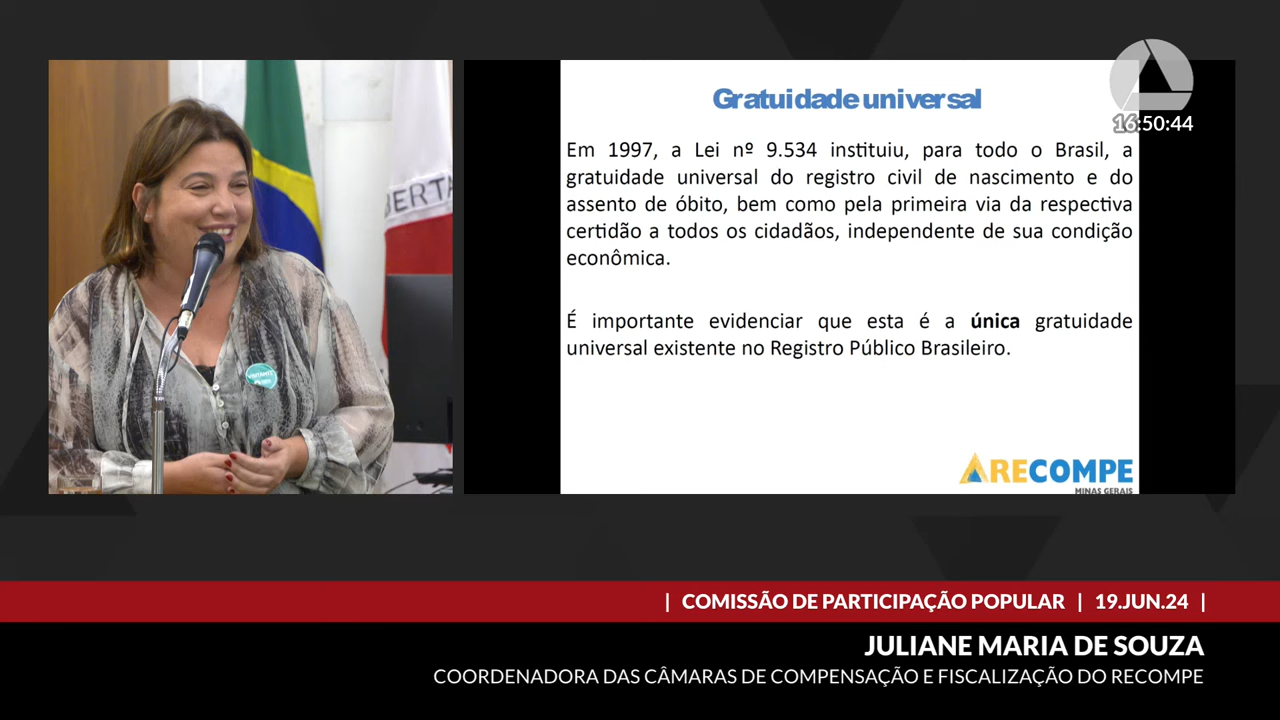 16:50:44
BERTA
VISITANTE
Gratuidade universal
Em 1997, a Lei nº 9.534 instituiu, para todo o Brasil, a
gratuidade universal do registro civil de nascimento e do
assento de óbito, bem como pela primeira via da respectiva
certidão a todos os cidadãos, independente de sua condição
econômica.
É importante evidenciar que esta é a única gratuidade
universal existente no Registro Público Brasileiro.
RECOMPE
MINAS GERAIS
| COMISSÃO DE PARTICIPAÇÃO POPULAR | 19.JUN.24 |
JULIANE MARIA DE SOUZA
COORDENADORA DAS CÂMARAS DE COMPENSAÇÃO E FISCALIZAÇÃO DO RECOMPE